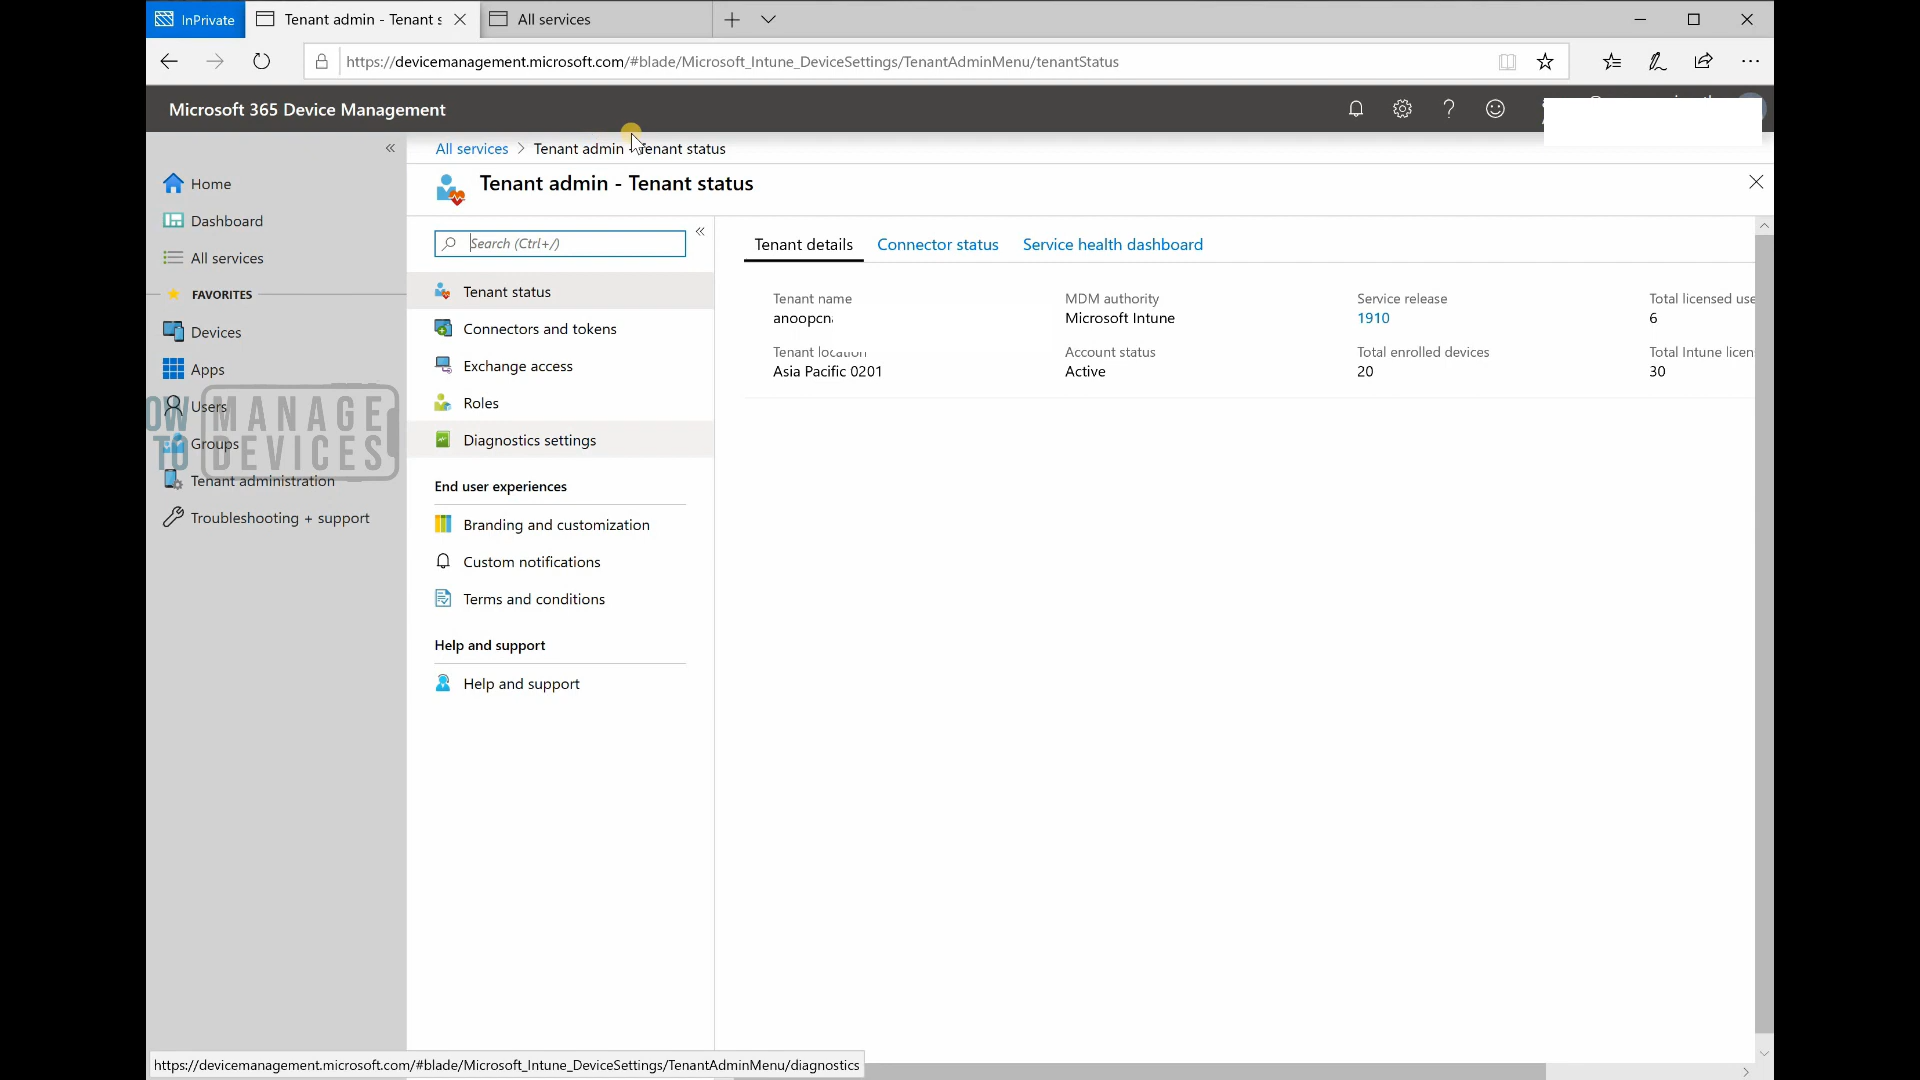 InPrivate
Tenant admin - Tenant s
All services
https://devicemanagement.microsoft.com/#blade/Microsoft_Intune_DeviceSettings/TenantAdminMenu/tenantStatus
Microsoft 365 Device Management
All services > Tenant admin - Tenant status
Tenant admin - Tenant status
Home
Dashboard
All services
FAVORITES
Devices
Apps
Users
Groups
Tenant administration
Troubleshooting + support
MANAGE
TO DEVICES
Search (Ctrl+/)
Tenant status
Connectors and tokens
Exchange access
Roles
Diagnostics settings
End user experiences
Branding and customization
Custom notifications
Terms and conditions
Help and support
Help and support
Tenant details
Connector status
Service health dashboard
Tenant name
anoopcn
MDM authority
Microsoft Intune
Service release
1910
Total licensed use
6
Tenant location
Asia Pacific 0201
Account status
Active
Total enrolled devices
20
Total Intune licen
30
https://devicemanagement.microsoft.com/#blade/Microsoft_Intune_DeviceSettings/TenantAdminMenu/diagnostics